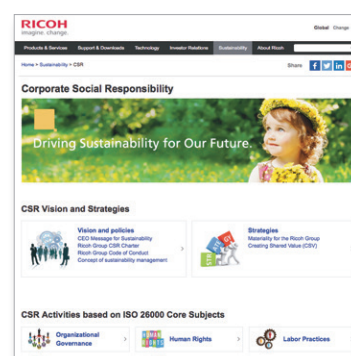 RICOH
imagine. change.
Global Change
Products & Services Support & Downloads Technology Investor Relations Sustainability About Ricoh
Home > Sustainability > CSR
Share
Corporate Social Responsibility
Driving Sustainability for Our Future.
CSR Vision and Strategies
Vision and policies
CEO Message for Sustainability
Ricoh Group CSR Charter
Ricoh Group Code of Conduct
Concept of sustainability management
Strategies
Materiality for the Ricoh Group
Creating Shared Value (CSV)
CSR Activities based on ISO 26000 Core Subjects
Organizational
Governance
Human Rights
Labor Practices